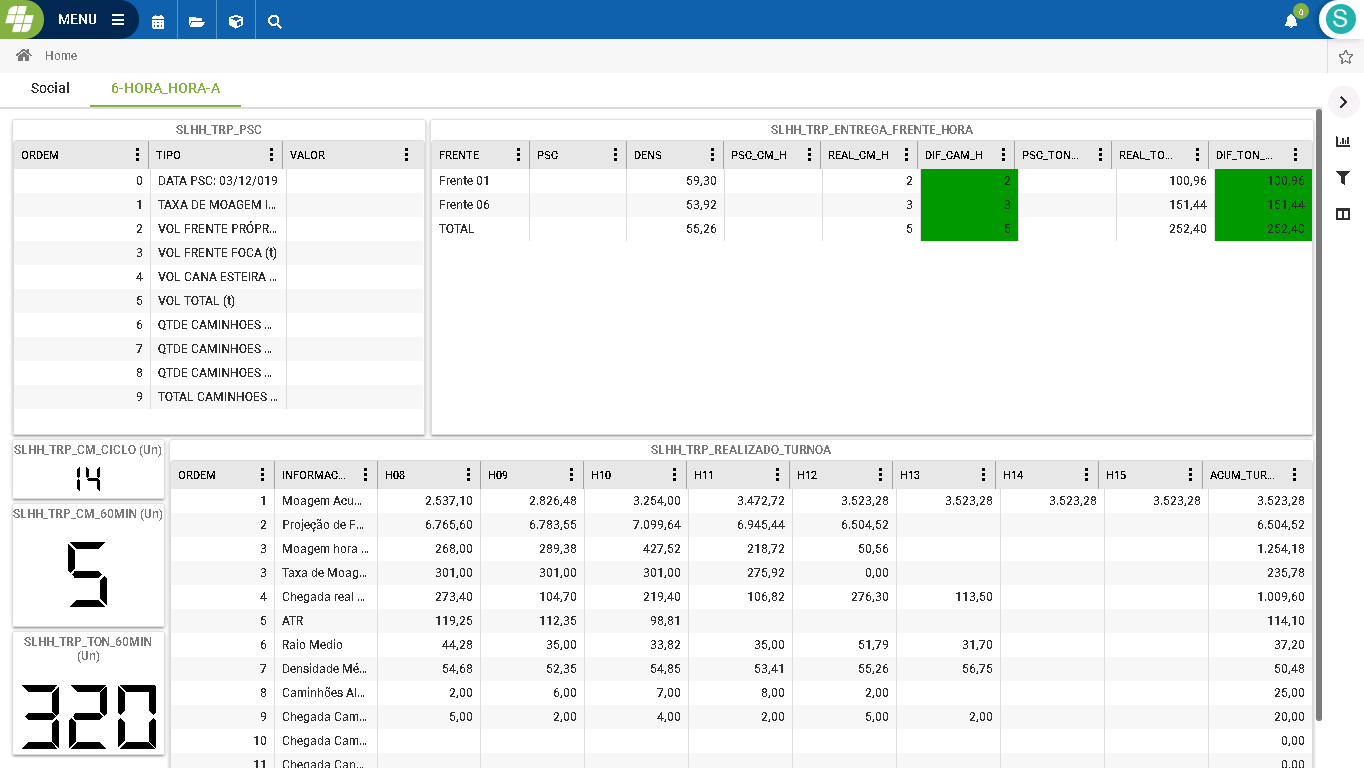 MENU
0
S
Home
Social 6-HORA_HORA-A
SLHH_TRP_PSC
ORDEM TIPO VALOR
0 DATA PSC: 03/12/019
1 TAXA DE MOAGEM I...
2 VOL FRENTE PRÓPR...
3 VOL FRENTE FOCA (t)
4 VOL CANA ESTEIRA ...
5 VOL TOTAL (t)
6 QTDE CAMINHOES ...
7 QTDE CAMINHOES ...
8 QTDE CAMINHOES ...
9 TOTAL CAMINHOES ...
SLHH_TRP_ENTREGA_FRENTE_HORA
FRENTE PSC DENS PSC_CM_H REAL_CM_H DIF_CAM_H PSC_TON... REAL_TO... DIF_TON_...
Frente 01 59,30 2 2 100,96 100,96
Frente 06 53,92 3 3 151,44 151,44
TOTAL 55,26 5 5 252,40 252,40
SLHH_TRP_CM_CICLO (Un)
14
SLHH_TRP_CM_60MIN (Un)
5
SLHH_TRP_TON_60MIN
(Un)
320
SLHH_TRP_REALIZADO_TURNOA
ORDEM INFORMAC... H08 H09 H10 H11 H12 H13 H14 H15 ACUM_TUR...
1 Moagem Acu... 2.537,10 2.826,48 3.254,00 3.472,72 3.523,28 3.523,28 3.523,28 3.523,28 3.523,28
2 Projeção de F... 6.765,60 6.783,55 7.099,64 6.945,44 6.504,52 6.504,52
3 Moagem hora ... 268,00 289,38 427,52 218,72 50,56 1.254,18
3 Taxa de Moag... 301,00 301,00 301,00 275,92 0,00 235,78
4 Chegada real ... 273,40 104,70 219,40 106,82 276,30 113,50 1.009,60
5 ATR 119,25 112,35 98,81 114,10
6 Raio Medio 44,28 35,00 33,82 35,00 51,79 31,70 37,20
7 Densidade Mé... 54,68 52,35 54,85 53,41 55,26 56,75 50,48
8 Caminhões Al... 2,00 6,00 7,00 8,00 2,00 25,00
9 Chegada Cam... 5,00 2,00 4,00 2,00 5,00 2,00 20,00
10 Chegada Cam... 0,00
11 Chegada Can... 0,00